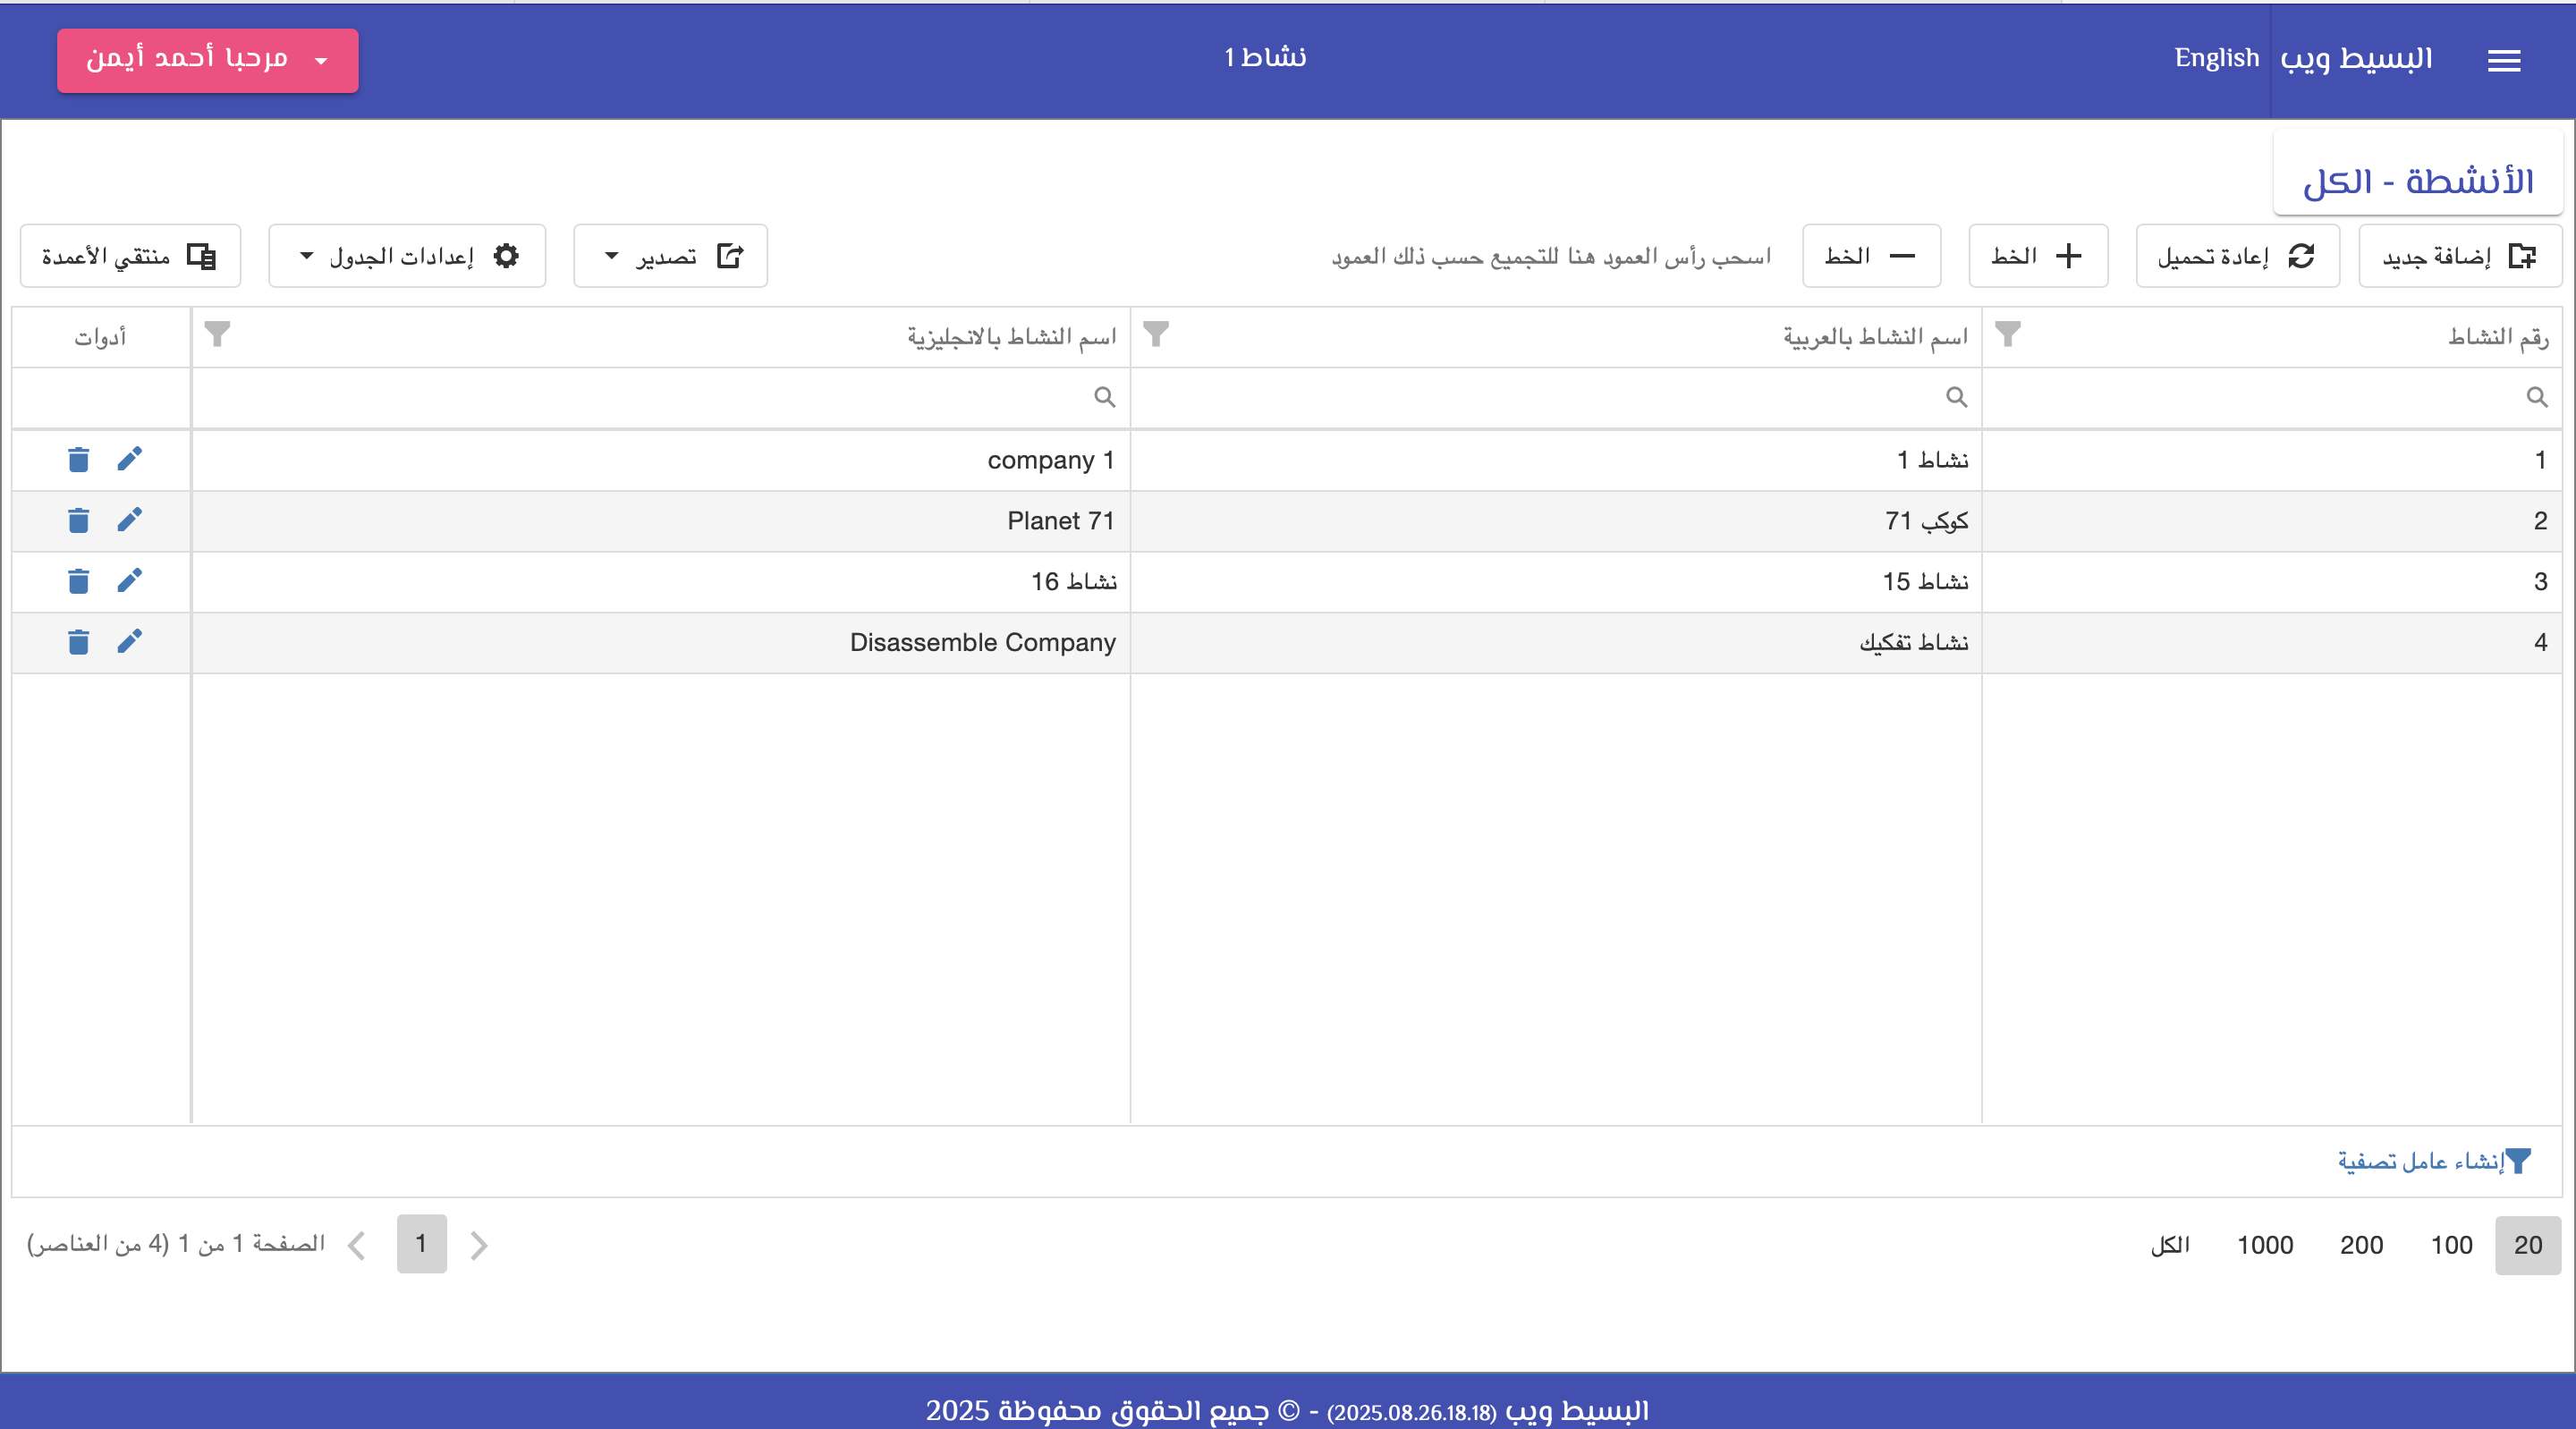 البسيط ويب English نشاط 1 مرحبا أحمد أيمن
الأنشطة - الكل
إضافة جديد إعادة تحميل الخط الخط اسحب رأس العمود هنا للتجميع حسب ذلك العمود تصدير إعدادات الجدول منتقي الأعمدة
رقم النشاط اسم النشاط بالعربية اسم النشاط بالانجليزية أدوات
1 نشاط 1 company 1
2 كوكب 71 Planet 71
3 نشاط 15 نشاط 16
4 نشاط تفكيك Disassemble Company
إنشاء عامل تصفية
20 100 200 1000 الكل 1 الصفحة 1 من 1 (4 من العناصر)
البسيط ويب (2025.08.26.18.18) - © جميع الحقوق محفوظة 2025